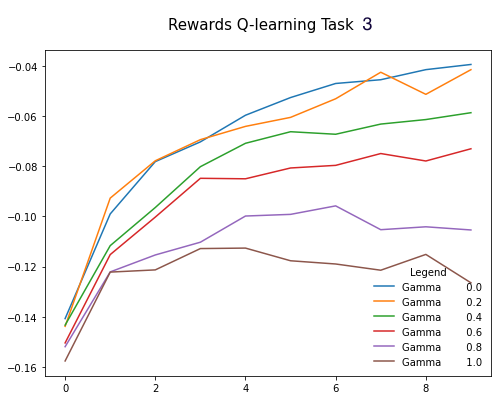 Rewards Q-learning Task 3
−0.04
−0.06
−0.08
−0.10
−0.12
−0.14
−0.16
0 2 4 6 8
Legend
Gamma 0.0
Gamma 0.2
Gamma 0.4
Gamma 0.6
Gamma 0.8
Gamma 1.0